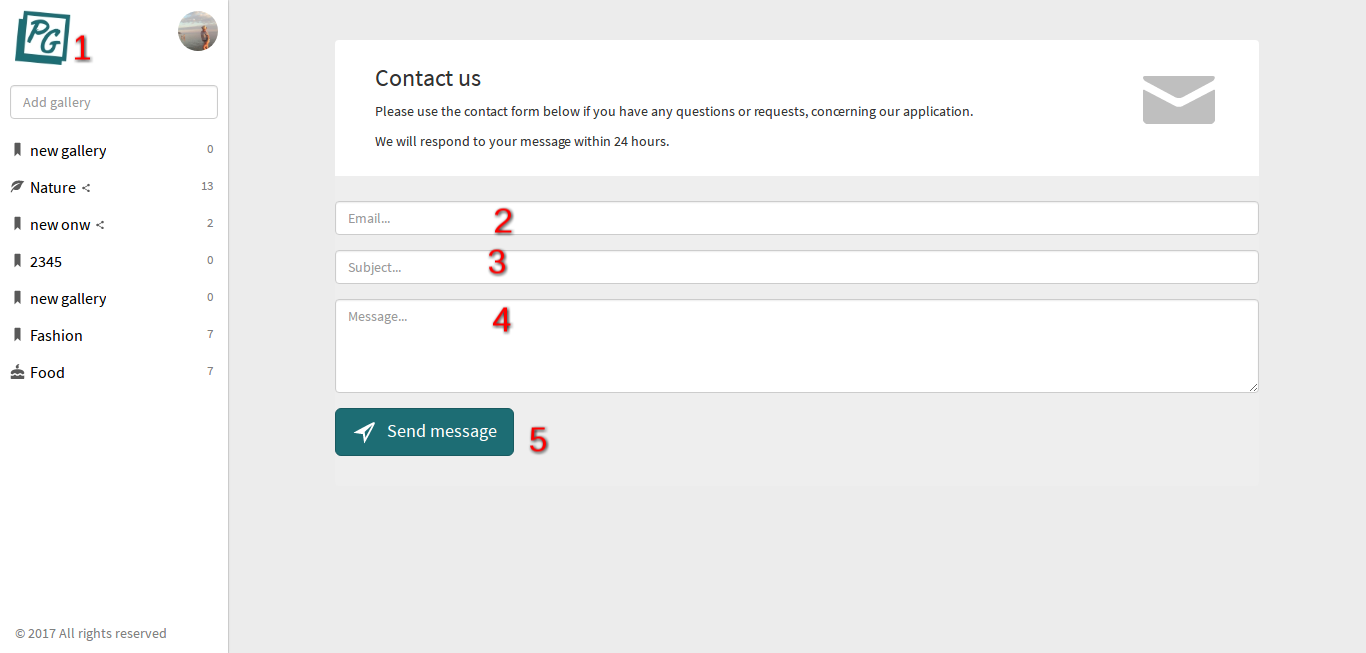 PG
1
Add gallery
new gallery 0
Nature 13
new onw 2
2345 0
new gallery 0
Fashion 7
Food 7
© 2017 All rights reserved
Contact us
Please use the contact form below if you have any questions or requests, concerning our application.
We will respond to your message within 24 hours.
Email... 2
Subject... 3
Message... 4
Send message 5